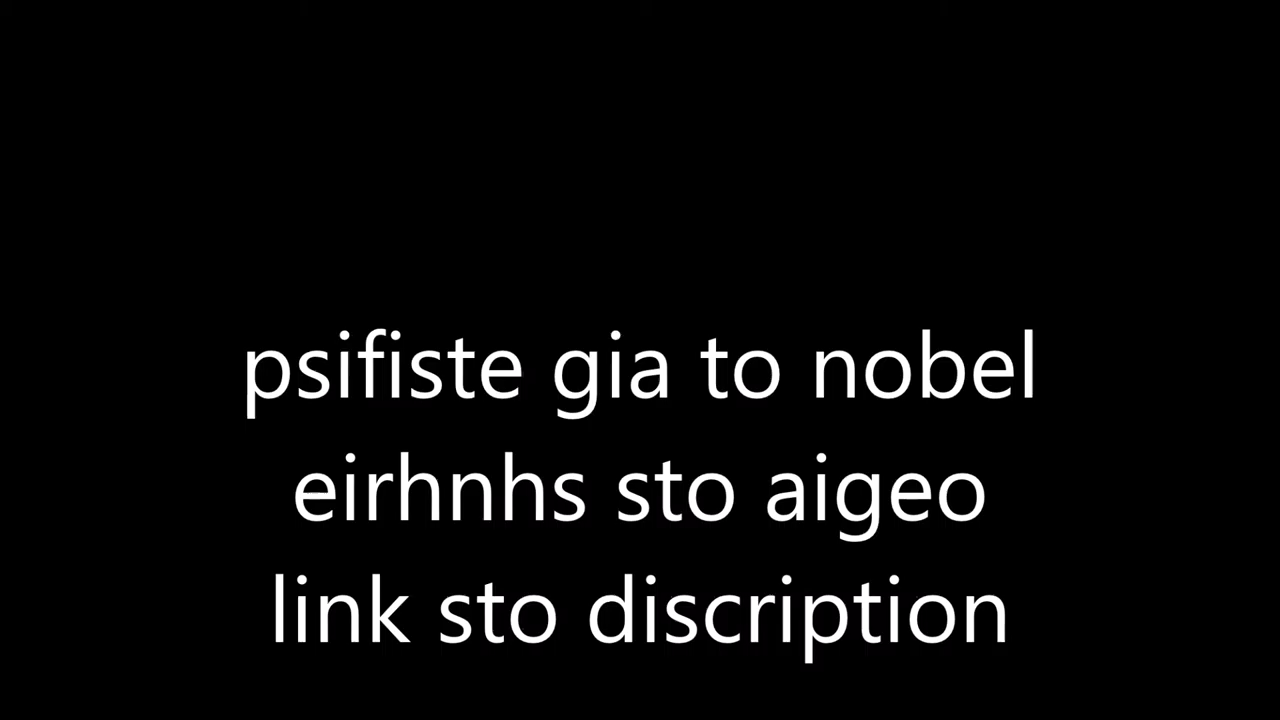 psifiste gia to nobel
eirhnhs sto aigeo
link sto discription